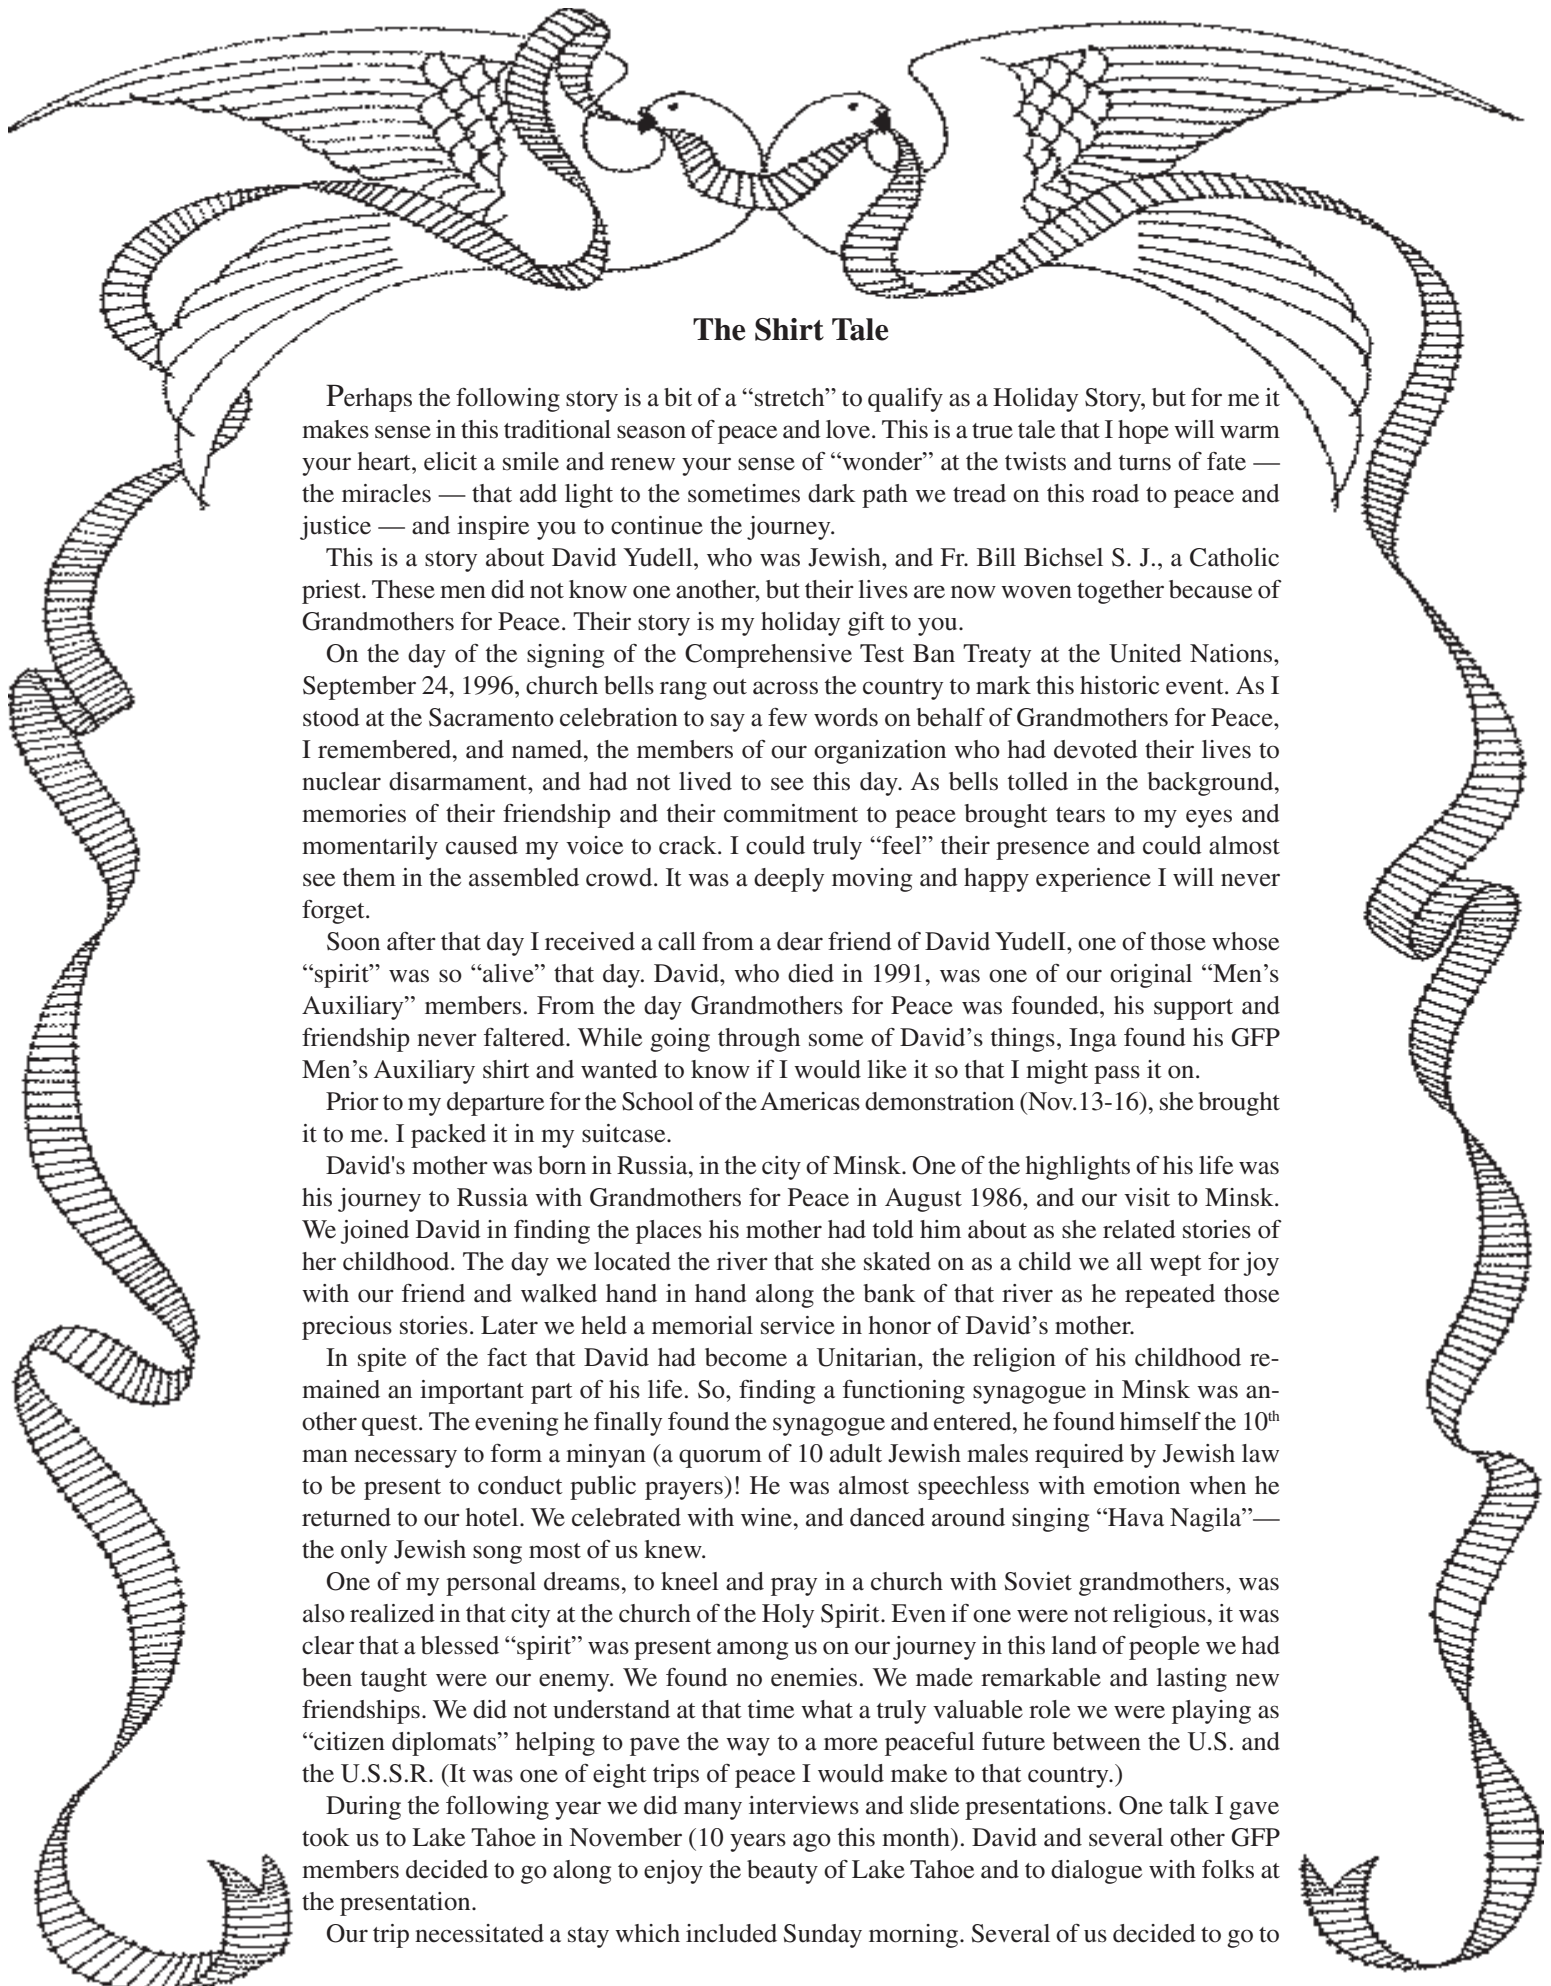 The Shirt Tale
Perhaps the following story is a bit of a “stretch” to qualify as a Holiday Story, but for me it
makes sense in this traditional season of peace and love. This is a true tale that I hope will warm
your heart, elicit a smile and renew your sense of “wonder” at the twists and turns of fate —
the miracles — that add light to the sometimes dark path we tread on this road to peace and
justice — and inspire you to continue the journey.
This is a story about David Yudell, who was Jewish, and Fr. Bill Bichsel S. J., a Catholic
priest. These men did not know one another, but their lives are now woven together because of
Grandmothers for Peace. Their story is my holiday gift to you.
On the day of the signing of the Comprehensive Test Ban Treaty at the United Nations,
September 24, 1996, church bells rang out across the country to mark this historic event. As I
stood at the Sacramento celebration to say a few words on behalf of Grandmothers for Peace,
I remembered, and named, the members of our organization who had devoted their lives to
nuclear disarmament, and had not lived to see this day. As bells tolled in the background,
memories of their friendship and their commitment to peace brought tears to my eyes and
momentarily caused my voice to crack. I could truly “feel” their presence and could almost
see them in the assembled crowd. It was a deeply moving and happy experience I will never
forget.
Soon after that day I received a call from a dear friend of David YudelI, one of those whose
“spirit” was so “alive” that day. David, who died in 1991, was one of our original “Men’s
Auxiliary” members. From the day Grandmothers for Peace was founded, his support and
friendship never faltered. While going through some of David’s things, Inga found his GFP
Men’s Auxiliary shirt and wanted to know if I would like it so that I might pass it on.
Prior to my departure for the School of the Americas demonstration (Nov.13-16), she brought
it to me. I packed it in my suitcase.
David's mother was born in Russia, in the city of Minsk. One of the highlights of his life was
his journey to Russia with Grandmothers for Peace in August 1986, and our visit to Minsk.
We joined David in finding the places his mother had told him about as she related stories of
her childhood. The day we located the river that she skated on as a child we all wept for joy
with our friend and walked hand in hand along the bank of that river as he repeated those
precious stories. Later we held a memorial service in honor of David’s mother.
In spite of the fact that David had become a Unitarian, the religion of his childhood re-
mained an important part of his life. So, finding a functioning synagogue in Minsk was an-
other quest. The evening he finally found the synagogue and entered, he found himself the 10th
man necessary to form a minyan (a quorum of 10 adult Jewish males required by Jewish law
to be present to conduct public prayers)! He was almost speechless with emotion when he
returned to our hotel. We celebrated with wine, and danced around singing “Hava Nagila”—
the only Jewish song most of us knew.
One of my personal dreams, to kneel and pray in a church with Soviet grandmothers, was
also realized in that city at the church of the Holy Spirit. Even if one were not religious, it was
clear that a blessed “spirit” was present among us on our journey in this land of people we had
been taught were our enemy. We found no enemies. We made remarkable and lasting new
friendships. We did not understand at that time what a truly valuable role we were playing as
“citizen diplomats” helping to pave the way to a more peaceful future between the U.S. and
the U.S.S.R. (It was one of eight trips of peace I would make to that country.)
During the following year we did many interviews and slide presentations. One talk I gave
took us to Lake Tahoe in November (10 years ago this month). David and several other GFP
members decided to go along to enjoy the beauty of Lake Tahoe and to dialogue with folks at
the presentation.
Our trip necessitated a stay which included Sunday morning. Several of us decided to go to